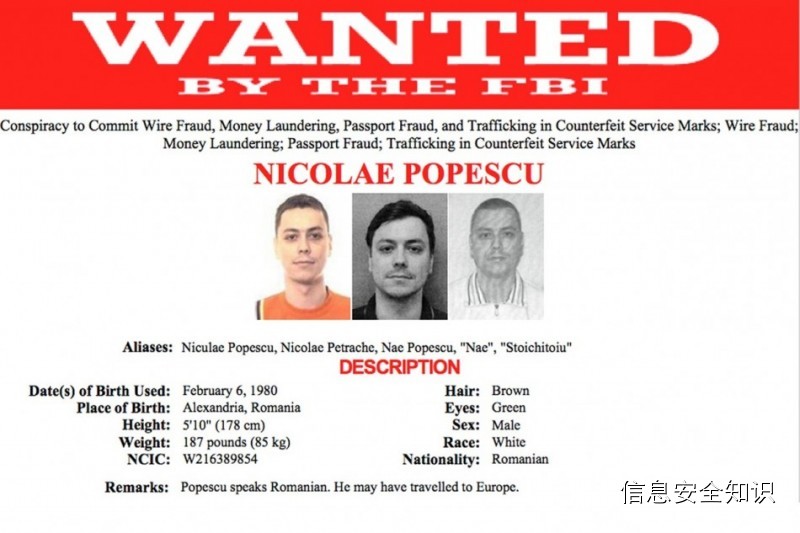 WANTED
BY THE FBI
Conspiracy to Commit Wire Fraud, Money Laundering, Passport Fraud, and Trafficking in Counterfeit Service Marks; Wire Fraud;
Money Laundering; Passport Fraud; Trafficking in Counterfeit Service Marks
NICOLAE POPESCU
Aliases: Niculae Popescu, Nicolae Petrache, Nae Popescu, "Nae", "Stoichitoiu"
DESCRIPTION
Date(s) of Birth Used: February 6, 1980 Hair: Brown
Place of Birth: Alexandria, Romania Eyes: Green
Height: 5'10" (178 cm) Sex: Male
Weight: 187 pounds (85 kg) Race: White
NCIC: W216389854 Nationality: Romanian
Remarks: Popescu speaks Romanian. He may have travelled to Europe.
信息安全知识